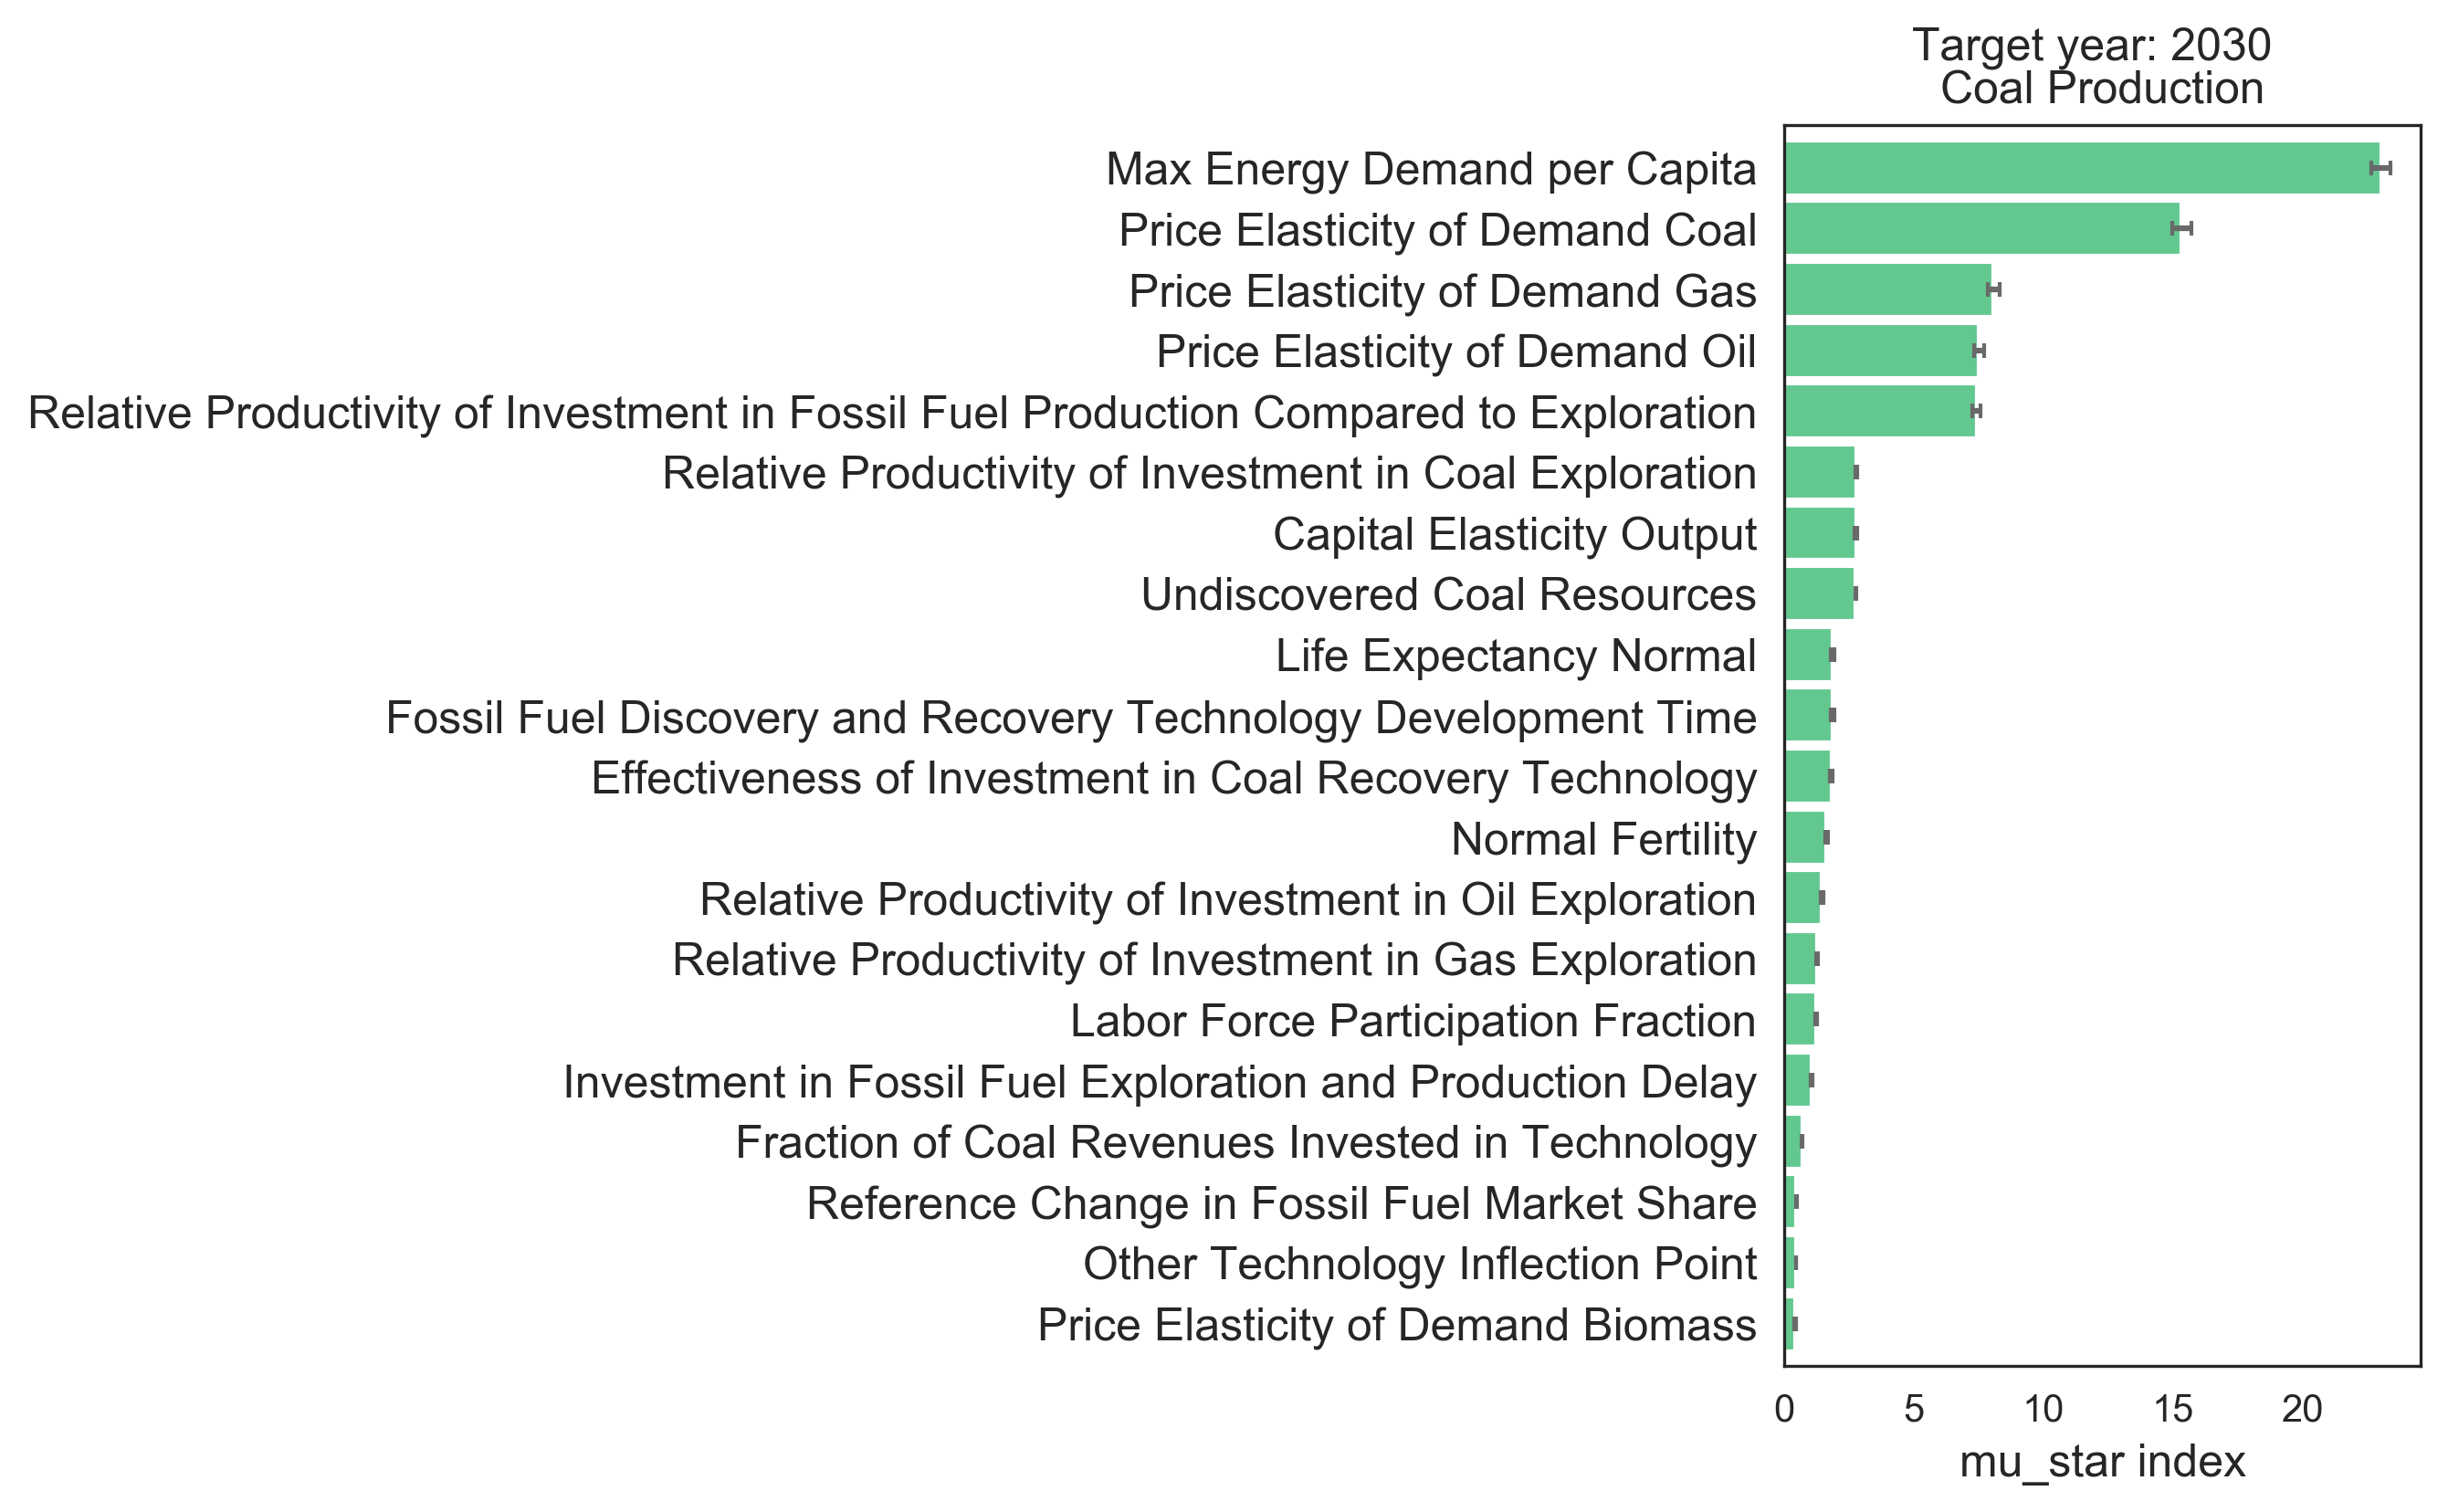 Target year: 2030
Coal Production
Max Energy Demand per Capita
Price Elasticity of Demand Coal
Price Elasticity of Demand Gas
Price Elasticity of Demand Oil
Relative Productivity of Investment in Fossil Fuel Production Compared to Exploration
Relative Productivity of Investment in Coal Exploration
Capital Elasticity Output
Undiscovered Coal Resources
Life Expectancy Normal
Fossil Fuel Discovery and Recovery Technology Development Time
Effectiveness of Investment in Coal Recovery Technology
Normal Fertility
Relative Productivity of Investment in Oil Exploration
Relative Productivity of Investment in Gas Exploration
Labor Force Participation Fraction
Investment in Fossil Fuel Exploration and Production Delay
Fraction of Coal Revenues Invested in Technology
Reference Change in Fossil Fuel Market Share
Other Technology Inflection Point
Price Elasticity of Demand Biomass
0 5 10 15 20
mu_star index